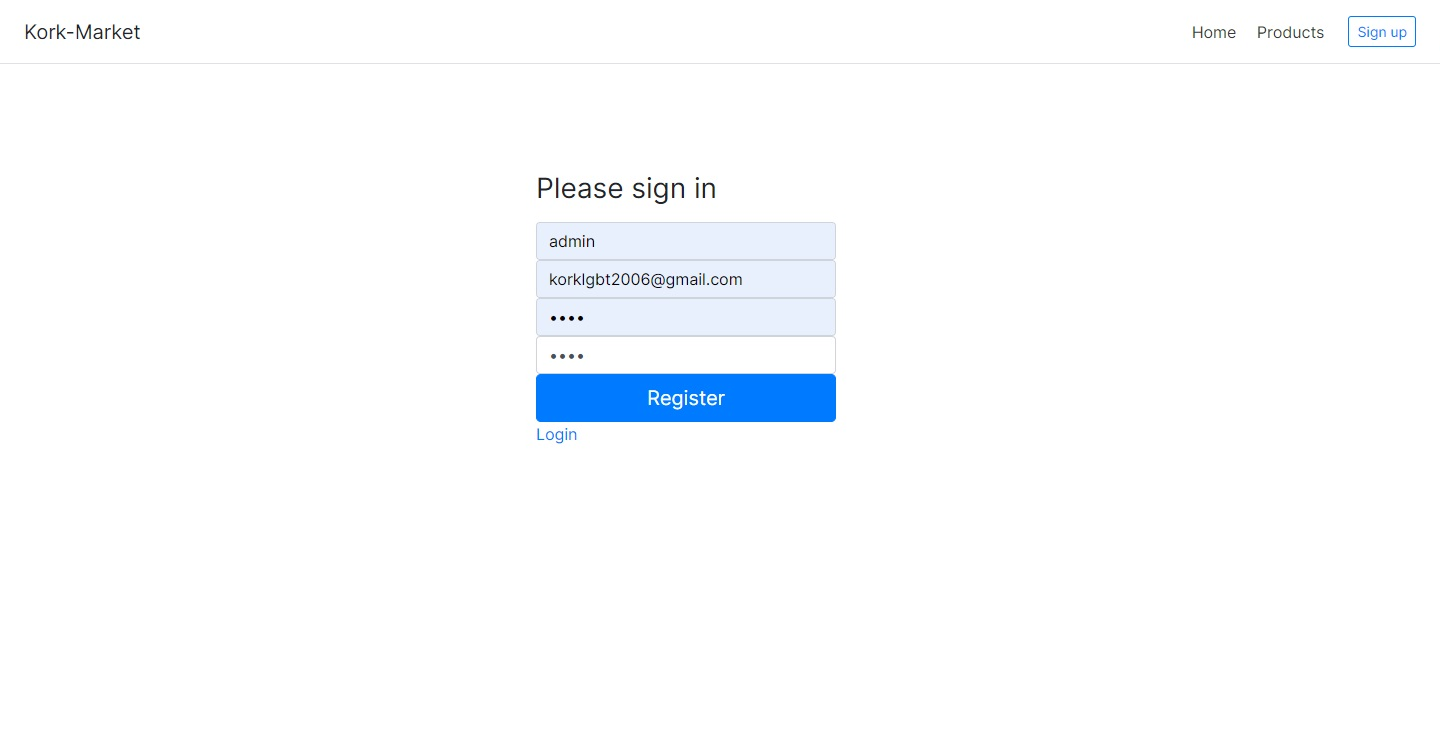 Kork-Market Home Products Sign up
Please sign in
admin
korklgbt2006@gmail.com
••••
••••
Register
Login